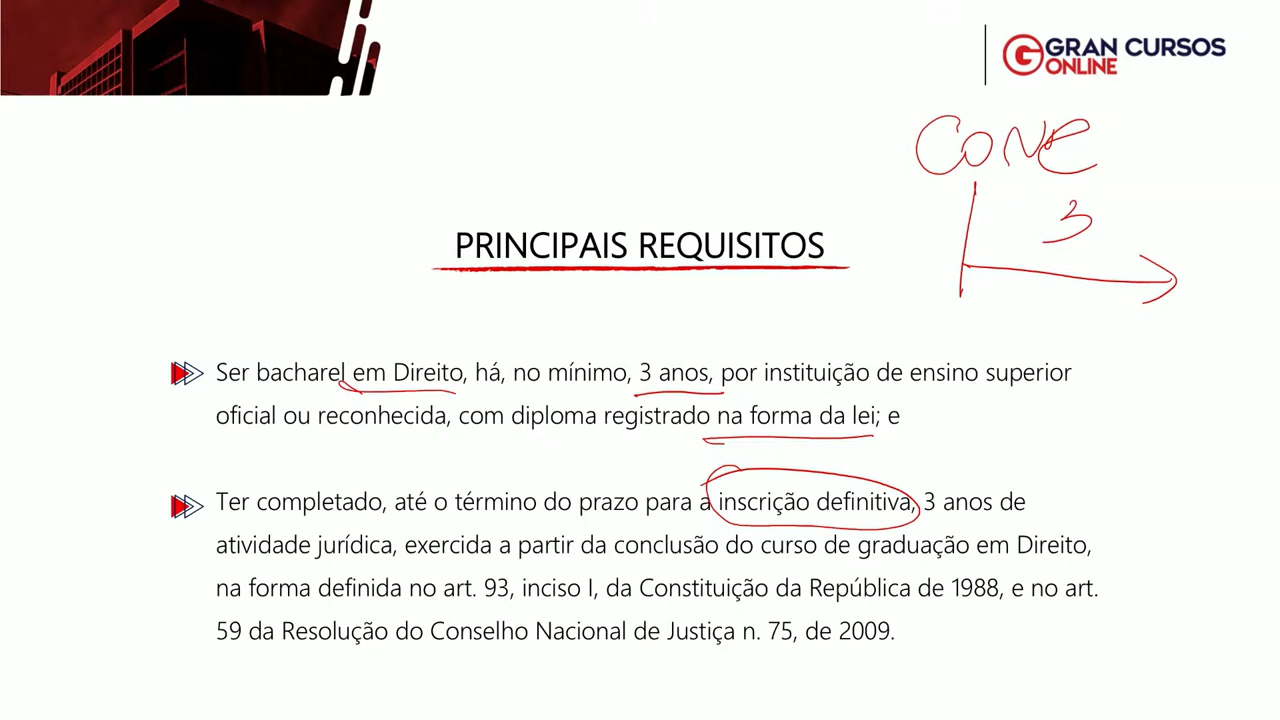 GRAN CURSOS
ONLINE
CONE
3
PRINCIPAIS REQUISITOS
Ser bacharel em Direito, há, no mínimo, 3 anos, por instituição de ensino superior
oficial ou reconhecida, com diploma registrado na forma da lei; e
Ter completado, até o término do prazo para a inscrição definitiva, 3 anos de
atividade jurídica, exercida a partir da conclusão do curso de graduação em Direito,
na forma definida no art. 93, inciso I, da Constituição da República de 1988, e no art.
59 da Resolução do Conselho Nacional de Justiça n. 75, de 2009.